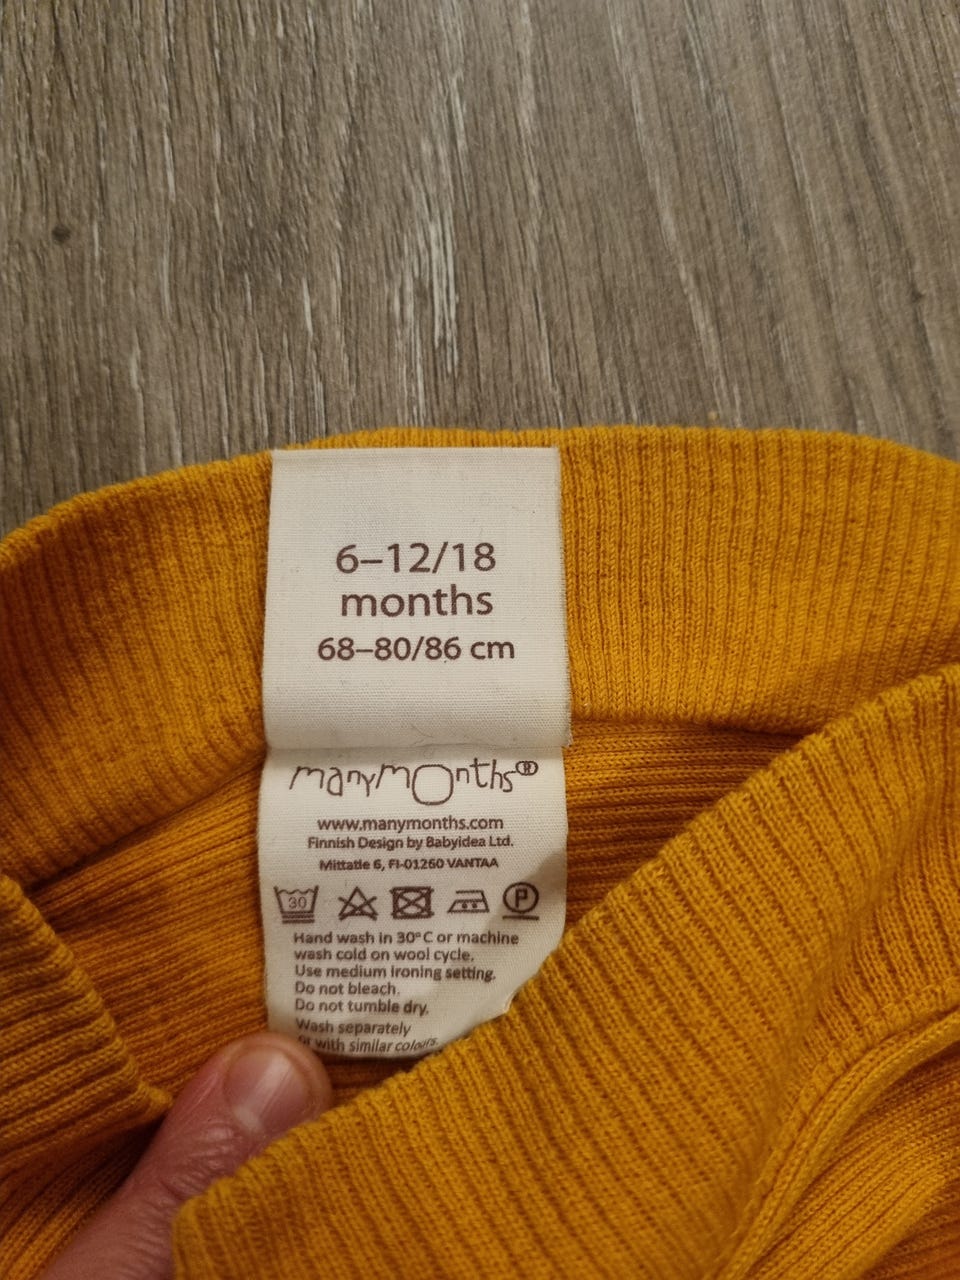 6–12/18
months
68–80/86 cm
manymonths®
www.manymonths.com
Finnish Design by Babyidea Ltd.
Mittatie 6, FI-01260 VANTAA
30 P
Hand wash in 30°C or machine
wash cold on wool cycle.
Use medium ironing setting.
Do not bleach.
Do not tumble dry.
Wash separately
or with similar colours.